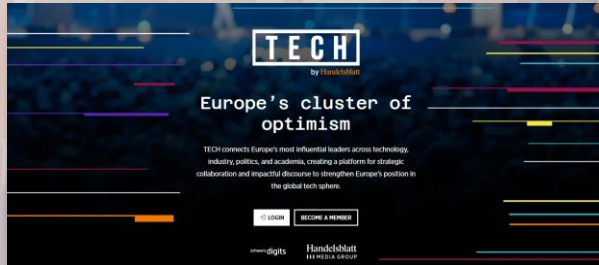 TECH
by Handelsblatt
Europe's cluster of
optimism
TECH connects Europe's most influential leaders across technology,
industry, politics, and academia, creating a platform for strategic
collaboration and impactful discourse to strengthen Europe's position in
the global tech sphere.
LOGIN
BECOME A MEMBER
schwarz digits
Handelsblatt
MEDIA GROUP